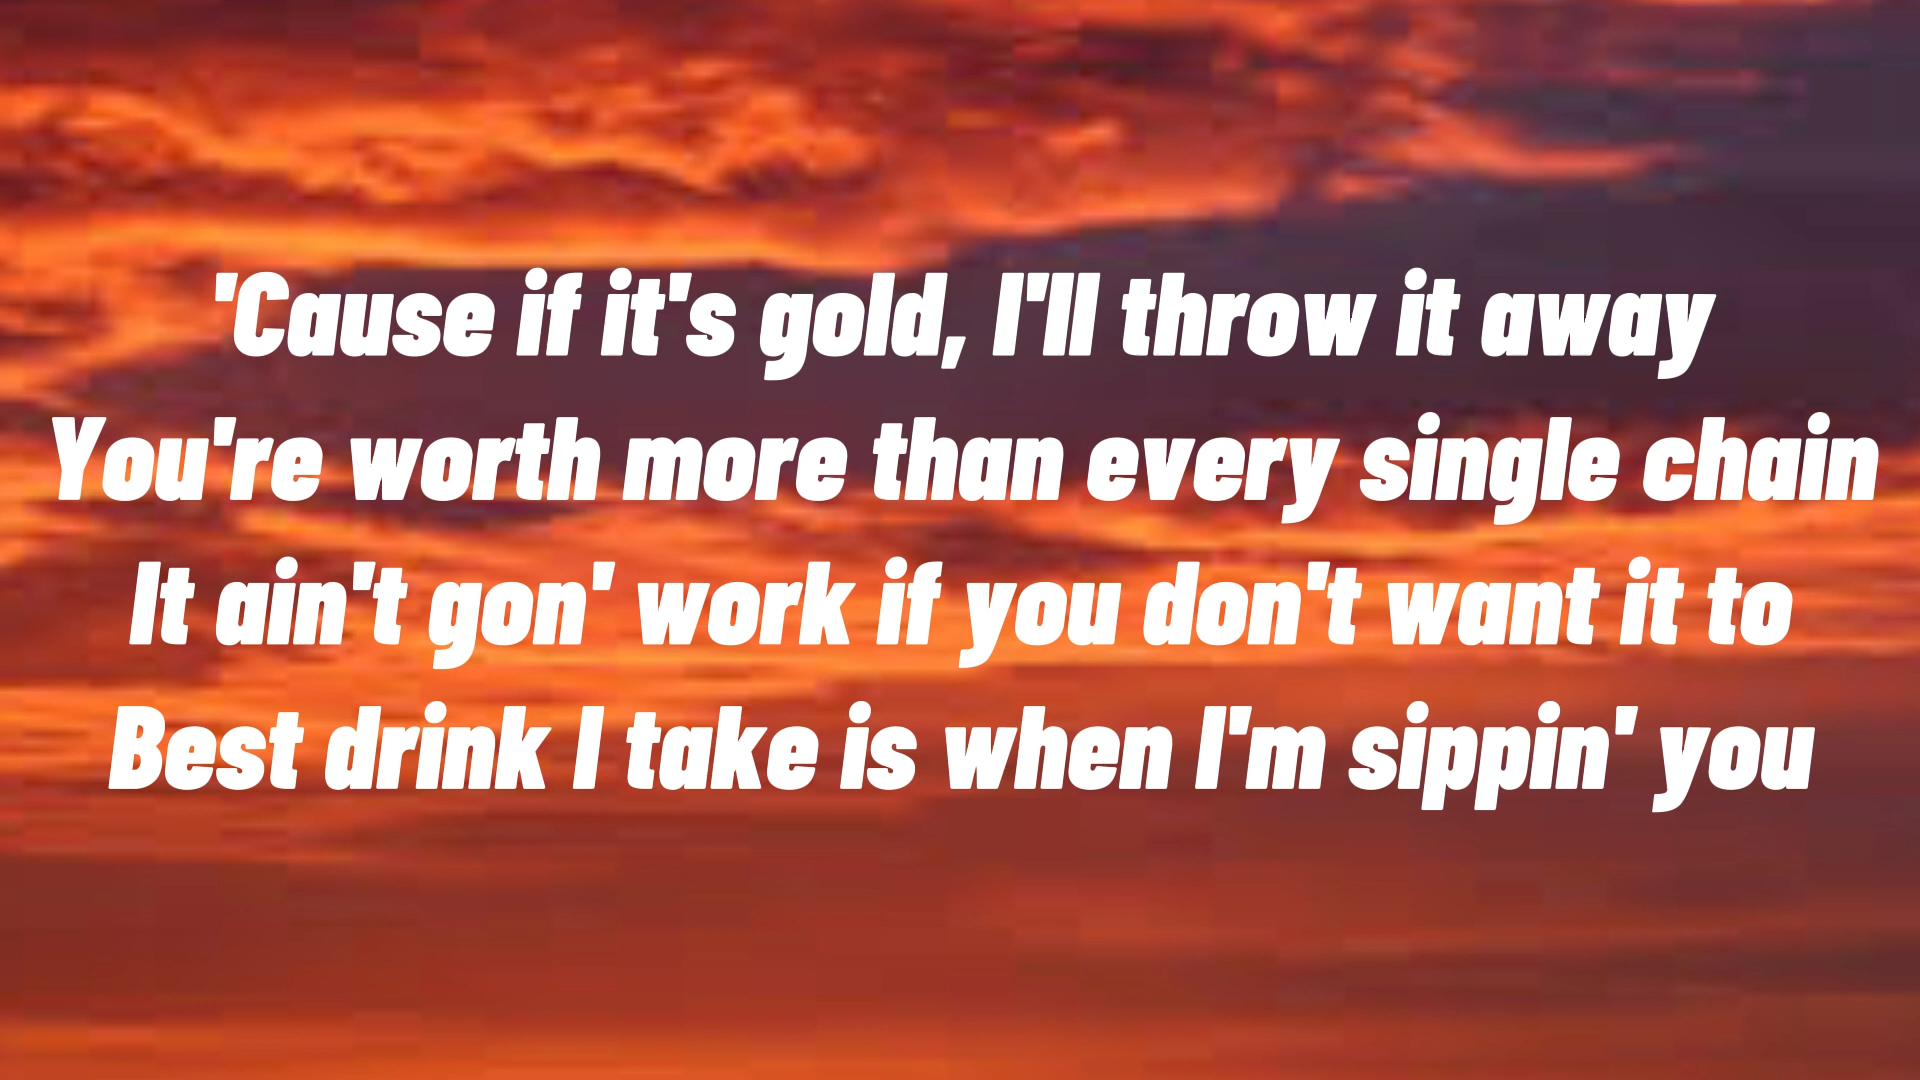 'Cause if it's gold, I'll throw it away
You're worth more than every single chain
It ain't gon' work if you don't want it to
Best drink I take is when I'm sippin' you